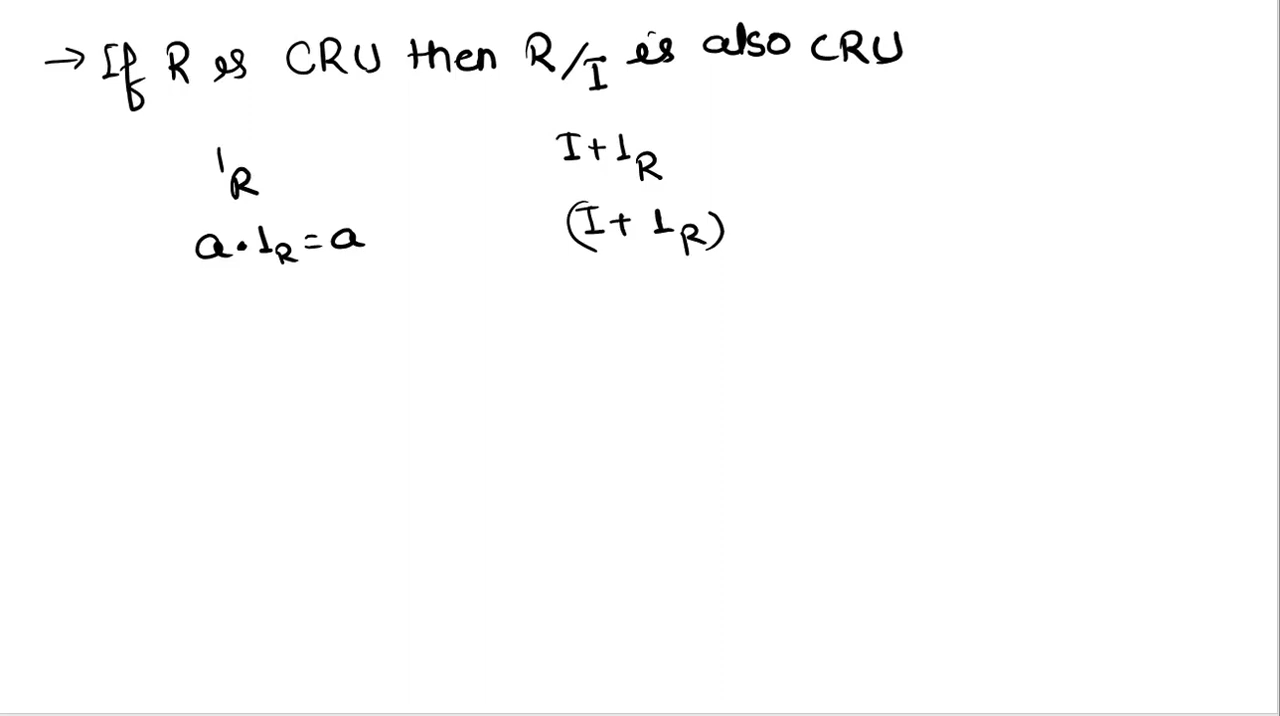 → If R is CRU then R/I is also CRU
1R
I+1R
a.1R=a
(I+1R)